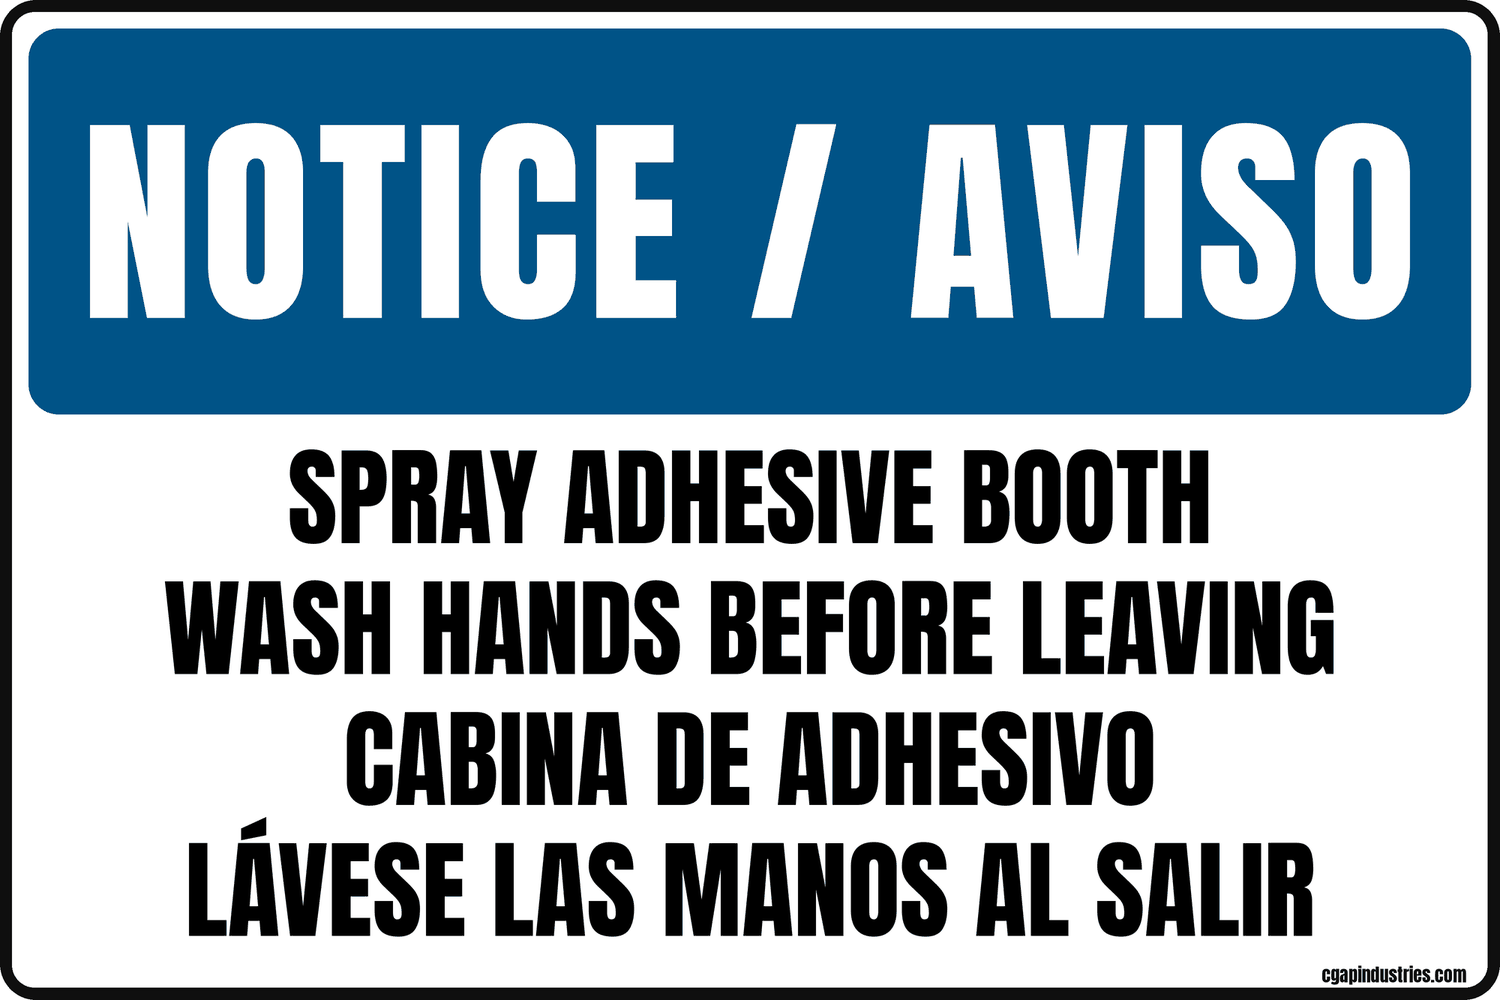 NOTICE / AVISO
SPRAY ADHESIVE BOOTH
WASH HANDS BEFORE LEAVING
CABINA DE ADHESIVO
LÁVESE LAS MANOS AL SALIR
cgapindustries.com